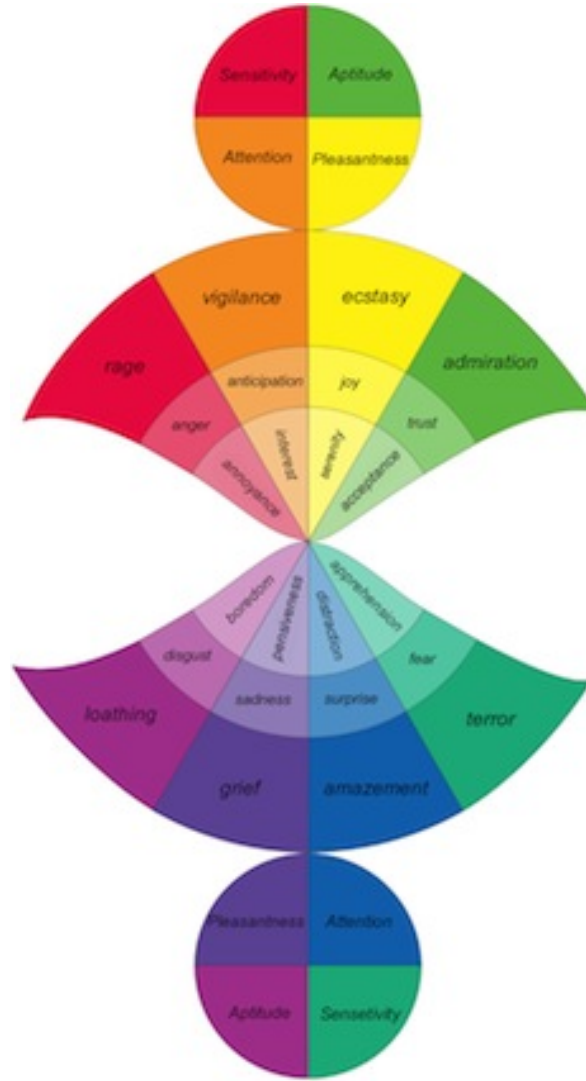 Sensitivity Aptitude
Attention Pleasantness
vigilance ecstasy
rage admiration
anticipation joy
anger trust
interest serenity
annoyance acceptance
boredom apprehension
pensiveness distraction
disgust fear
sadness surprise
loathing terror
grief amazement
Pleasantness Attention
Aptitude Sensetivity